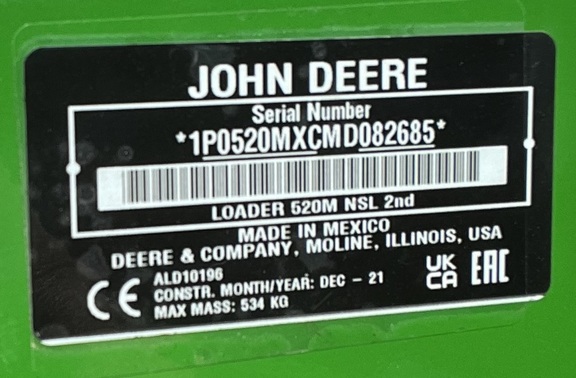 JOHN DEERE
Serial Number
*1P0520MXCMD082685*
LOADER 520M NSL 2nd
MADE IN MEXICO
DEERE & COMPANY, MOLINE, ILLINOIS, USA
ALD10196
CONSTR. MONTH/YEAR: DEC - 21
MAX MASS: 534 KG
CE
UK
CA
EAC